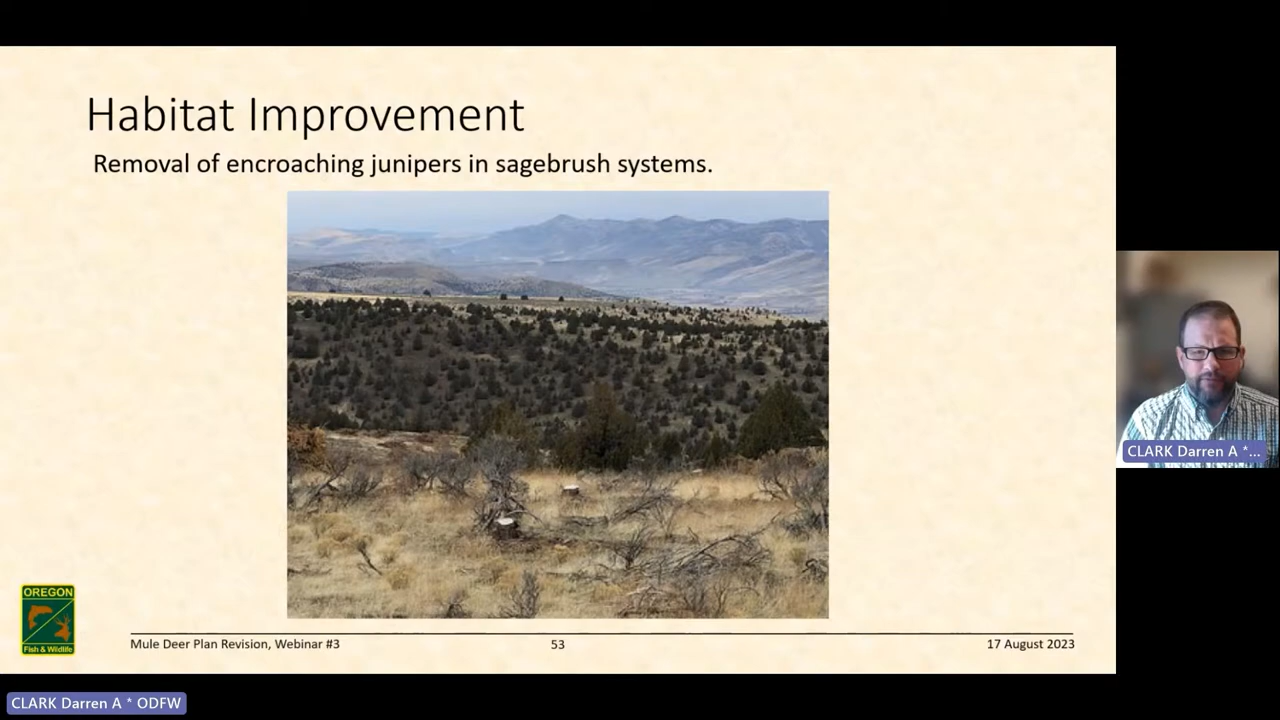 Habitat Improvement
Removal of encroaching junipers in sagebrush systems.
CLARK Darren A *...
OREGON
Fish & Wildlife
Mule Deer Plan Revision, Webinar #3
53
17 August 2023
CLARK Darren A * ODFW